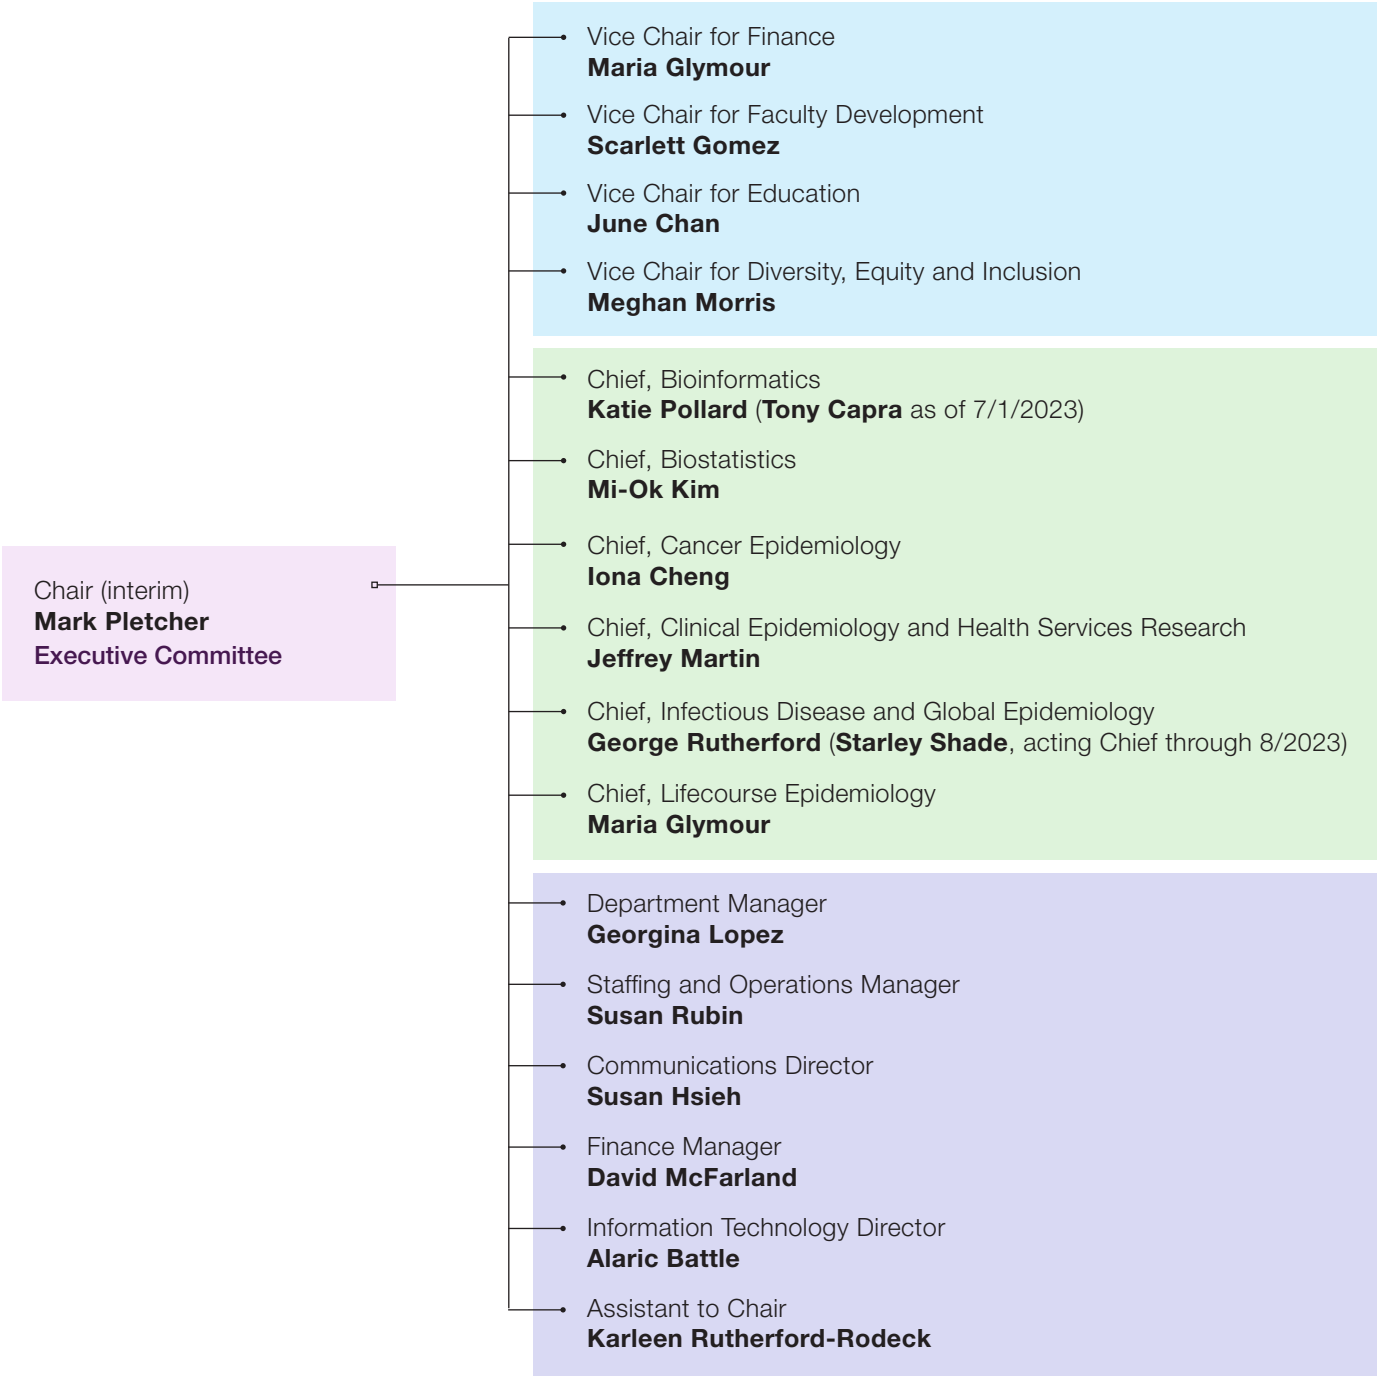 Vice Chair for Finance
Maria Glymour
Vice Chair for Faculty Development
Scarlett Gomez
Vice Chair for Education
June Chan
Vice Chair for Diversity, Equity and Inclusion
Meghan Morris
Chief, Bioinformatics
Katie Pollard (Tony Capra as of 7/1/2023)
Chief, Biostatistics
Mi-Ok Kim
Chief, Cancer Epidemiology
Iona Cheng
Chair (interim)
Mark Pletcher
Executive Committee
Chief, Clinical Epidemiology and Health Services Research
Jeffrey Martin
Chief, Infectious Disease and Global Epidemiology
George Rutherford (Starley Shade, acting Chief through 8/2023)
Chief, Lifecourse Epidemiology
Maria Glymour
Department Manager
Georgina Lopez
Staffing and Operations Manager
Susan Rubin
Communications Director
Susan Hsieh
Finance Manager
David McFarland
Information Technology Director
Alaric Battle
Assistant to Chair
Karleen Rutherford-Rodeck